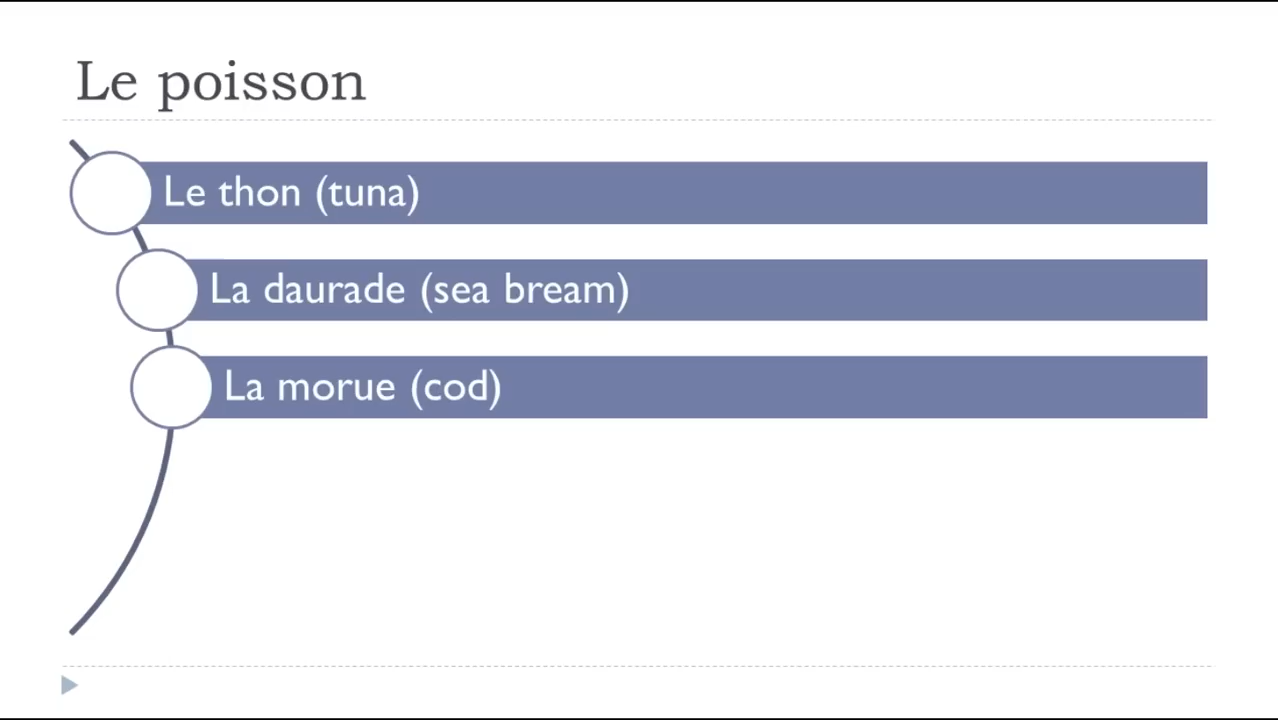 Le poisson
Le thon (tuna)
La daurade (sea bream)
La morue (cod)